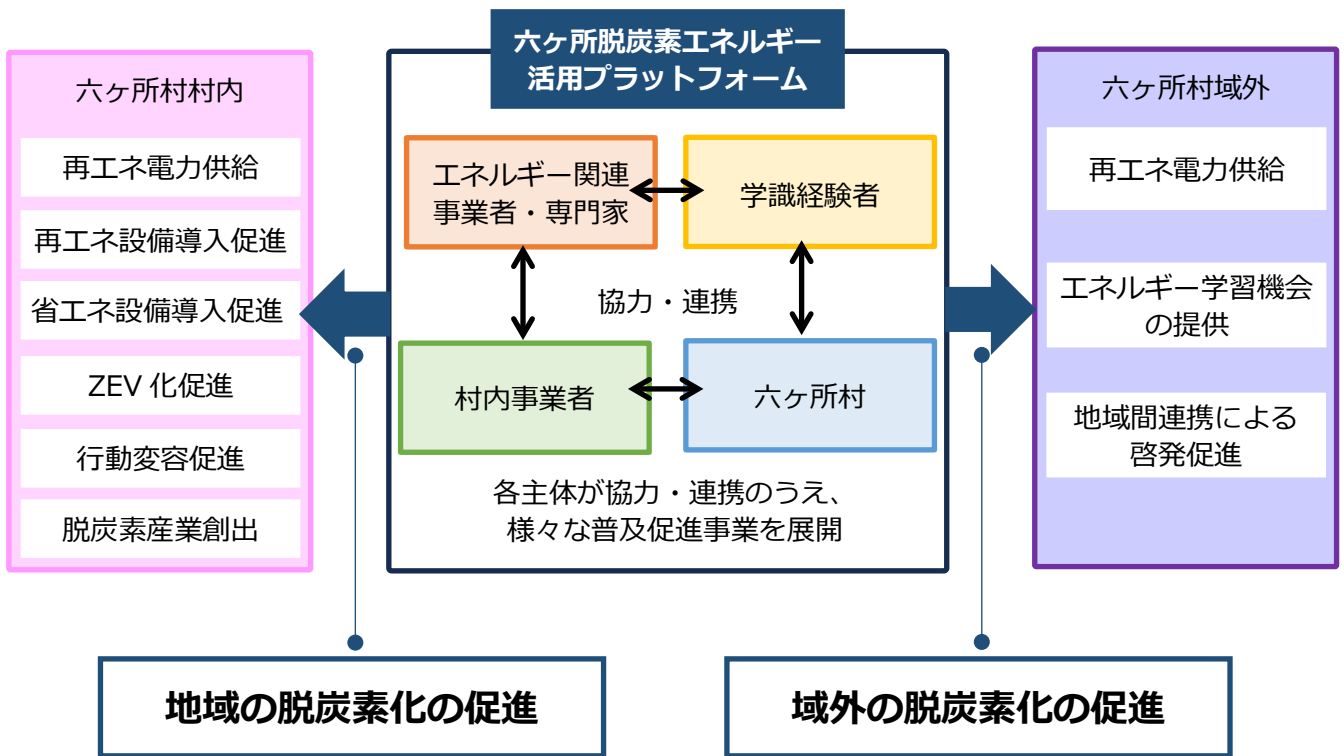 六ヶ所脱炭素エネルギー
活用プラットフォーム
六ヶ所村村内
再エネ電力供給
再エネ設備導入促進
省エネ設備導入促進
ZEV 化促進
行動変容促進
脱炭素産業創出
エネルギー関連
事業者・専門家
学識経験者
協力・連携
村内事業者
六ヶ所村
各主体が協力・連携のうえ、
様々な普及促進事業を展開
六ヶ所村域外
再エネ電力供給
エネルギー学習機会
の提供
地域間連携による
啓発促進
地域の脱炭素化の促進
域外の脱炭素化の促進